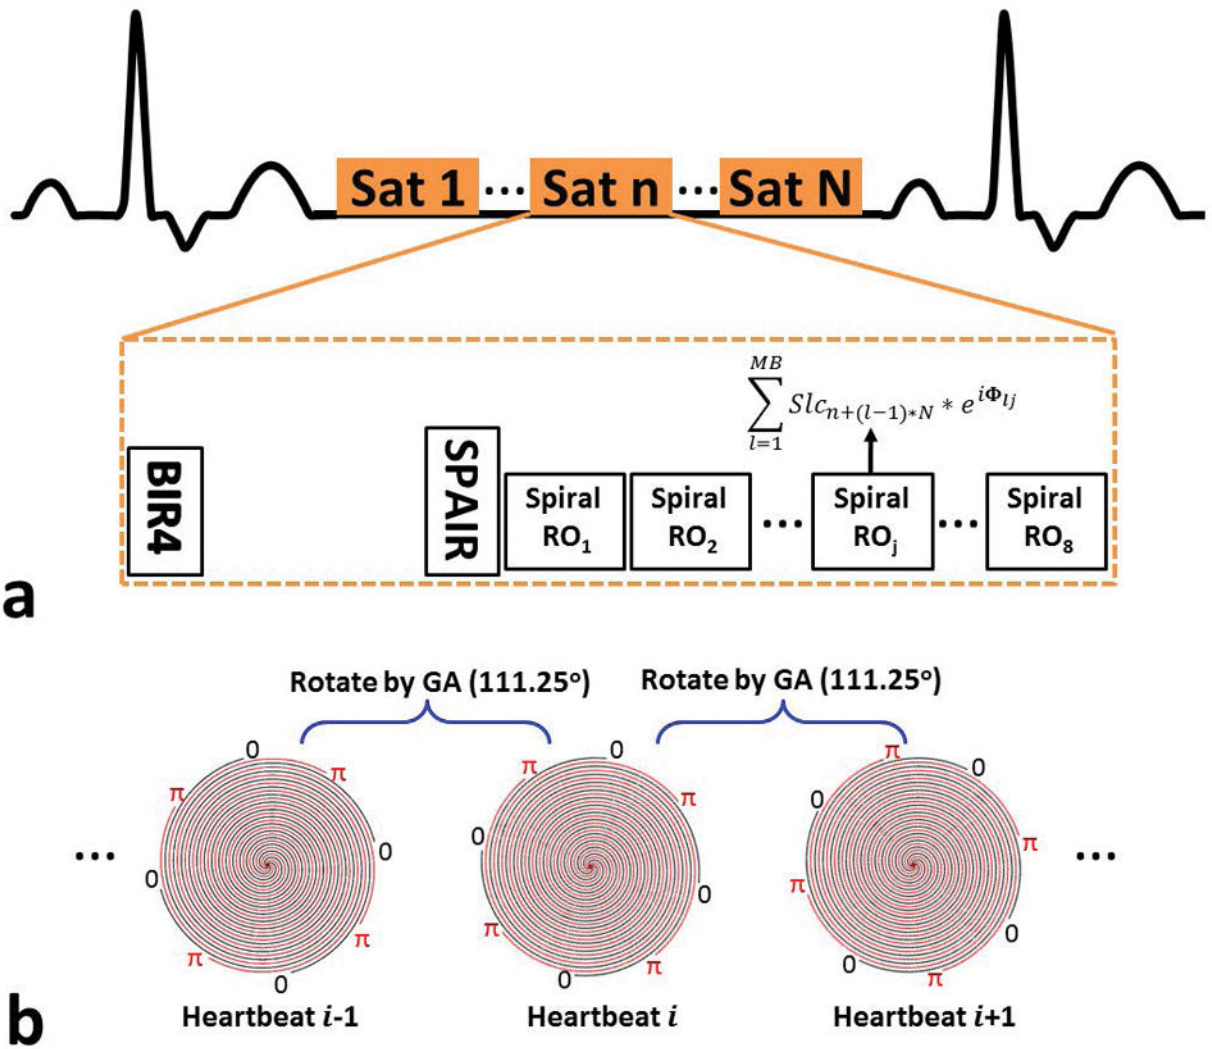 Sat 1 ... Sat n ... Sat N
MB
∑ Slc_{n+(l−1)*N} * e^{iΦ_{lj}}
l=1
BIR4
SPAIR
Spiral RO₁
Spiral RO₂
...
Spiral ROⱼ
...
Spiral RO₈
a
Rotate by GA (111.25°) Rotate by GA (111.25°)
0 π 0 π 0 π 0 π
0 π 0 π 0 π 0 π
π 0 π 0 π 0 π 0
... ...
Heartbeat i-1 Heartbeat i Heartbeat i+1
b